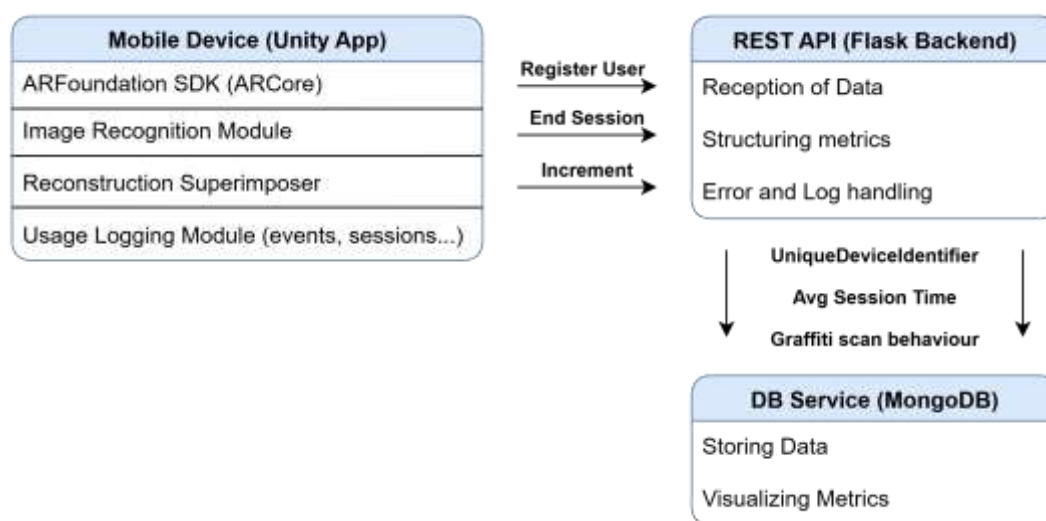 Mobile Device (Unity App)
ARFoundation SDK (ARCore)
Image Recognition Module
Reconstruction Superimposer
Usage Logging Module (events, sessions...)
Register User
End Session
Increment
REST API (Flask Backend)
Reception of Data
Structuring metrics
Error and Log handling
UniqueDeviceIdentifier
Avg Session Time
Graffiti scan behaviour
DB Service (MongoDB)
Storing Data
Visualizing Metrics